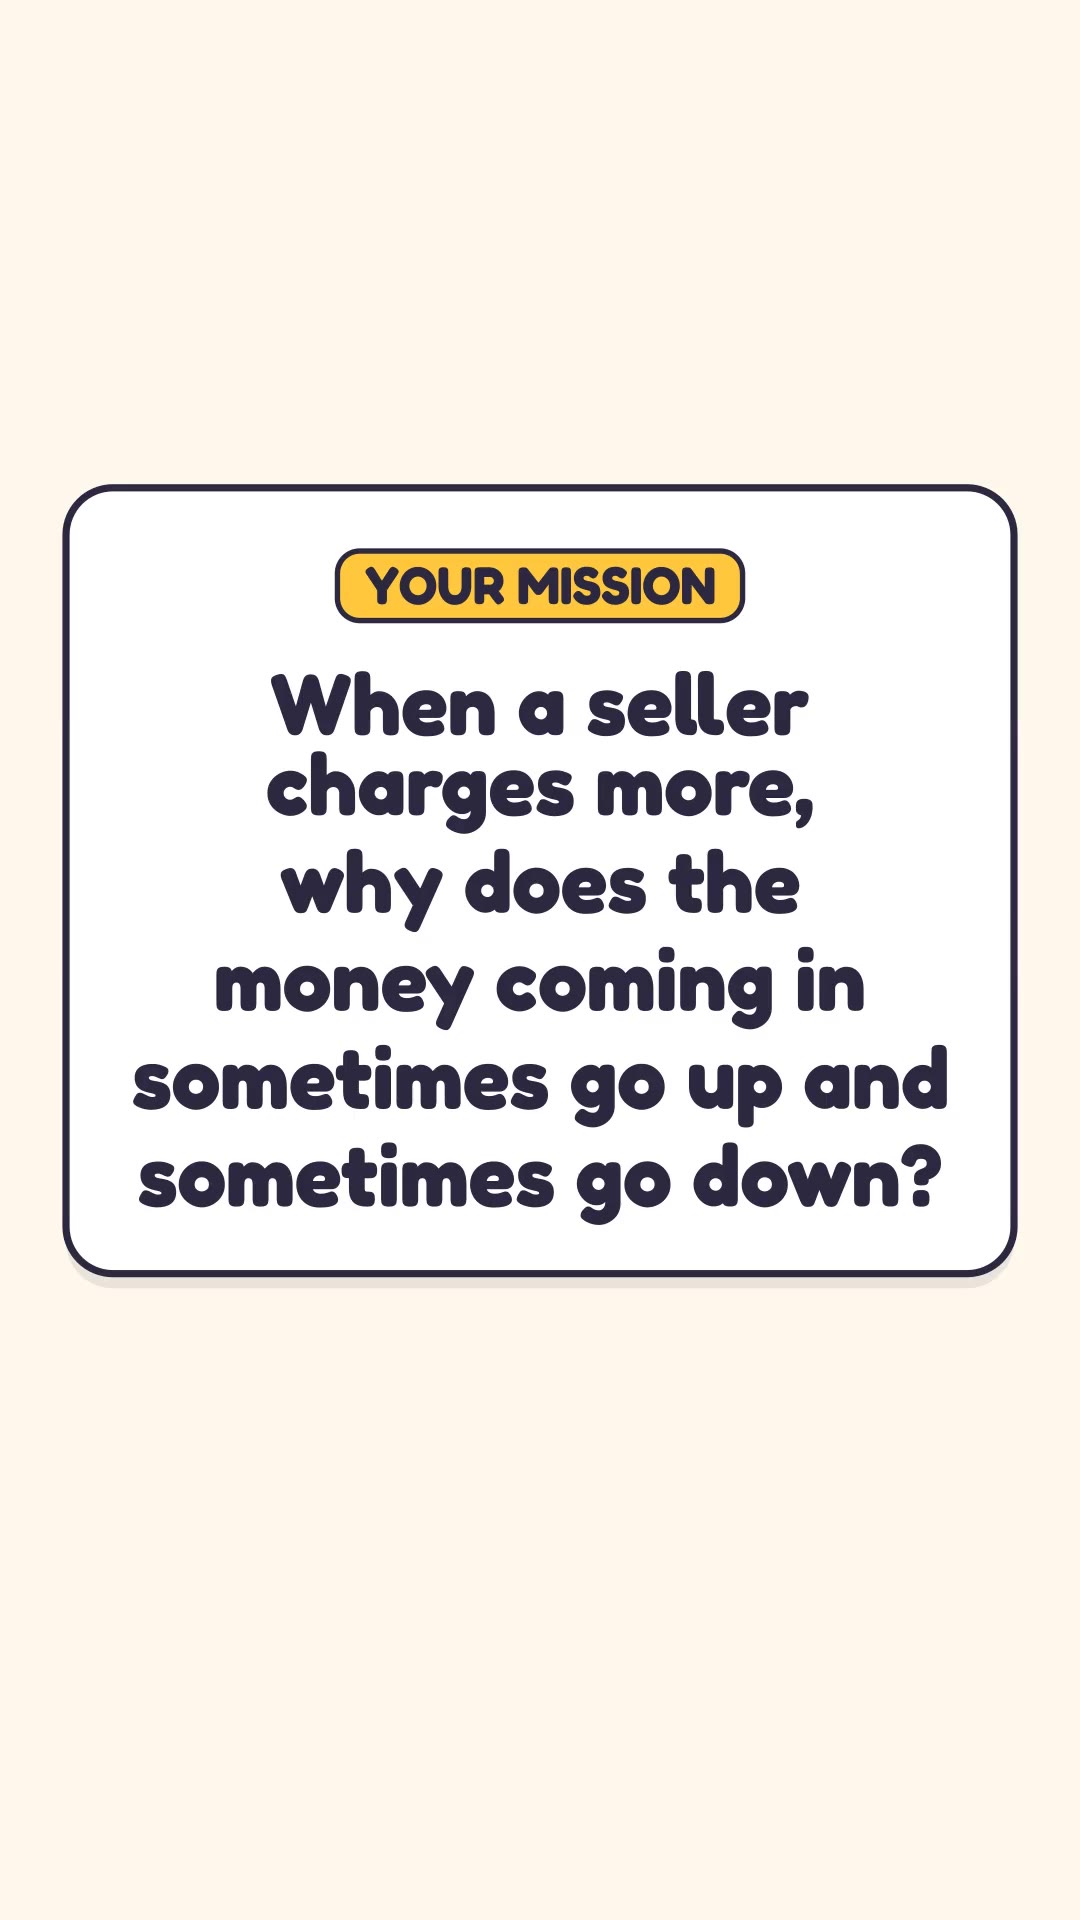 YOUR MISSION
When a seller
charges more,
why does the
money coming in
sometimes go up and
sometimes go down?